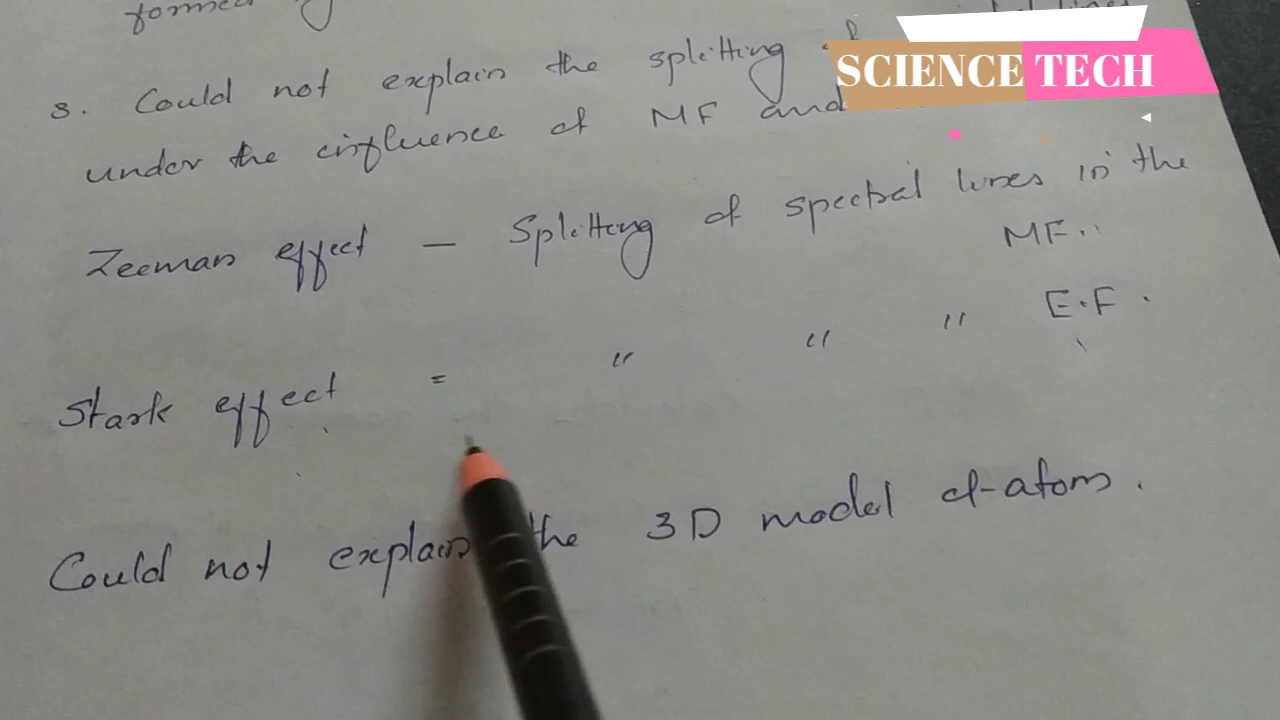 formed
3. Could not explain the splitting of
SCIENCE TECH
under the influence of MF and
Zeeman effect — Splitting of spectral lines in the
MF.
Stark effect = " " " E.F.
Could not explain the 3D model of atom.